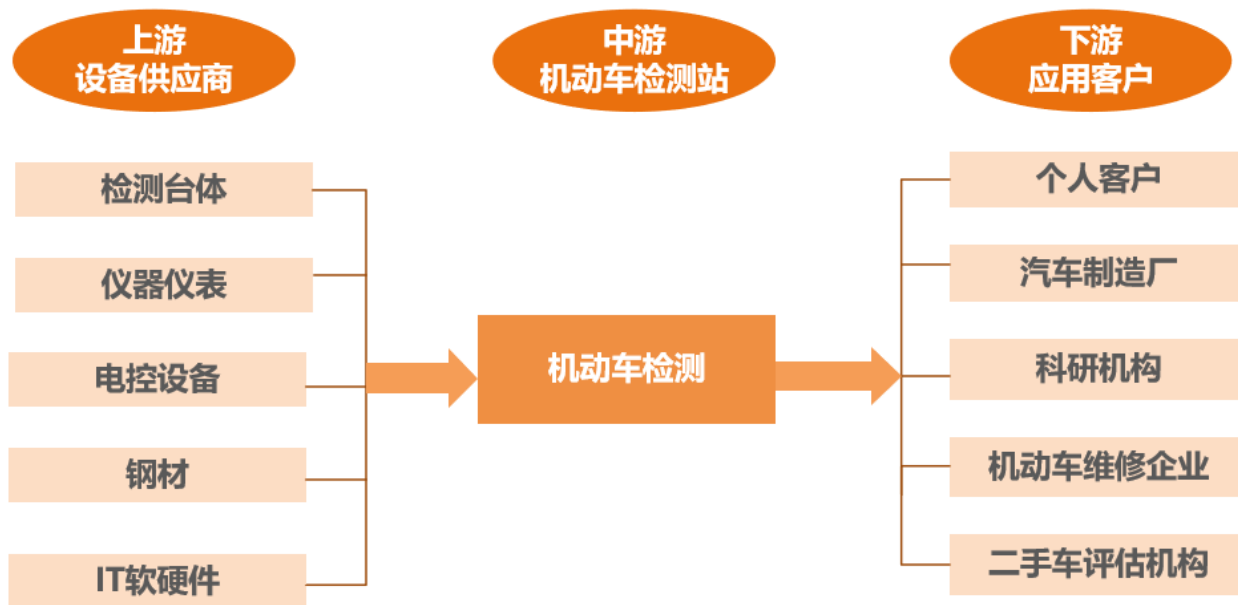 上游
设备供应商
中游
机动车检测站
下游
应用客户
检测台体
仪器仪表
电控设备
钢材
IT软硬件
机动车检测
个人客户
汽车制造厂
科研机构
机动车维修企业
二手车评估机构